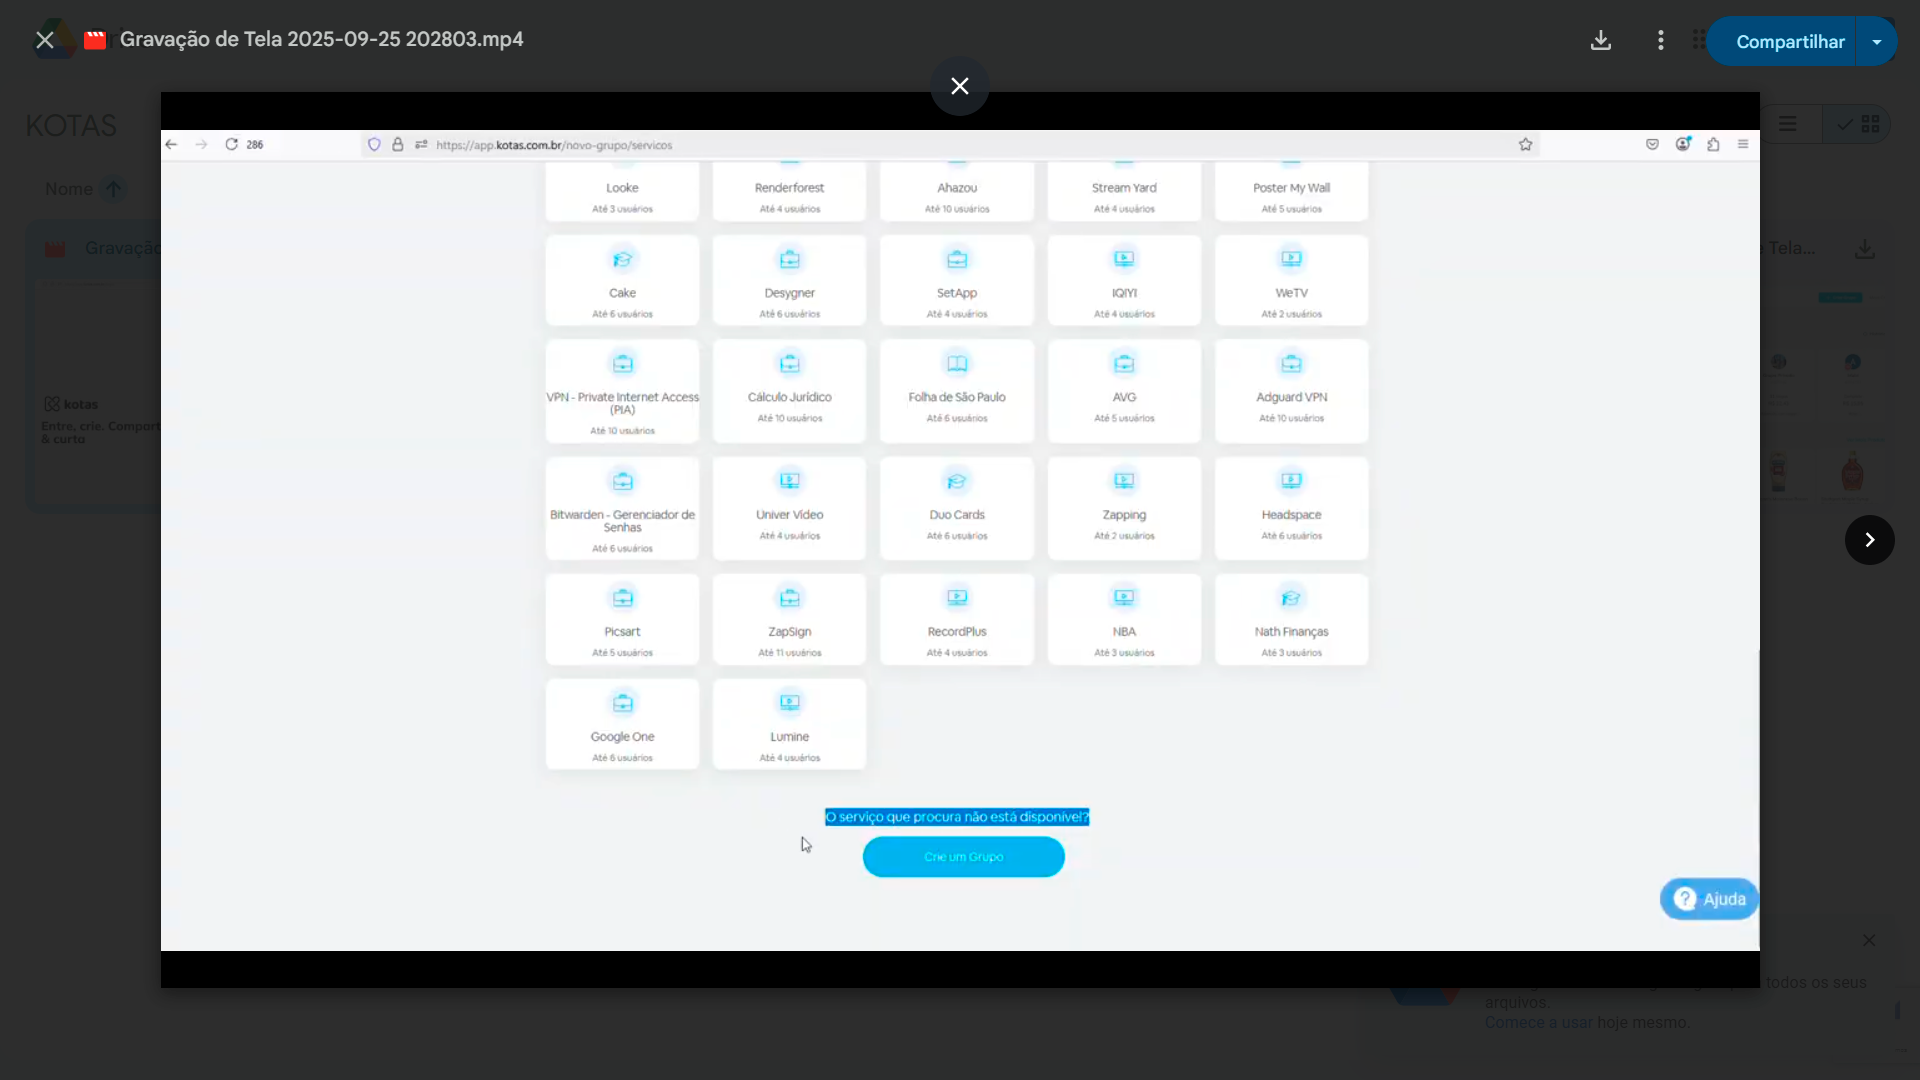 Gravação de Tela 2025-09-25 202803.mp4
Compartilhar
KOTAS
Nome
Gravação
e Tela...
286
https://app.kotas.com.br/novo-grupo/servicos
Looke
Até 3 usuários
Renderforest
Até 4 usuários
Ahazou
Até 10 usuários
Stream Yard
Até 4 usuários
Poster My Wall
Até 5 usuários
Cake
Até 6 usuários
Desygner
Até 6 usuários
SetApp
Até 4 usuários
IQIYI
Até 4 usuários
WeTV
Até 2 usuários
VPN - Private Internet Access
(PIA)
Até 10 usuários
Cálculo Jurídico
Até 10 usuários
Folha de São Paulo
Até 6 usuários
AVG
Até 5 usuários
Adguard VPN
Até 10 usuários
Bitwarden - Gerenciador de
Senhas
Até 6 usuários
Univer Vídeo
Até 4 usuários
Duo Cards
Até 6 usuários
Zapping
Até 2 usuários
Headspace
Até 6 usuários
Picsart
Até 5 usuários
ZapSign
Até 11 usuários
RecordPlus
Até 4 usuários
NBA
Até 3 usuários
Nath Finanças
Até 3 usuários
Google One
Até 6 usuários
Lumine
Até 4 usuários
O serviço que procura não está disponível?
Crie um Grupo
Ajuda
kotas
Entre, crie. Compart
& curta
todos os seus
arquivos.
Comece a usar hoje mesmo.